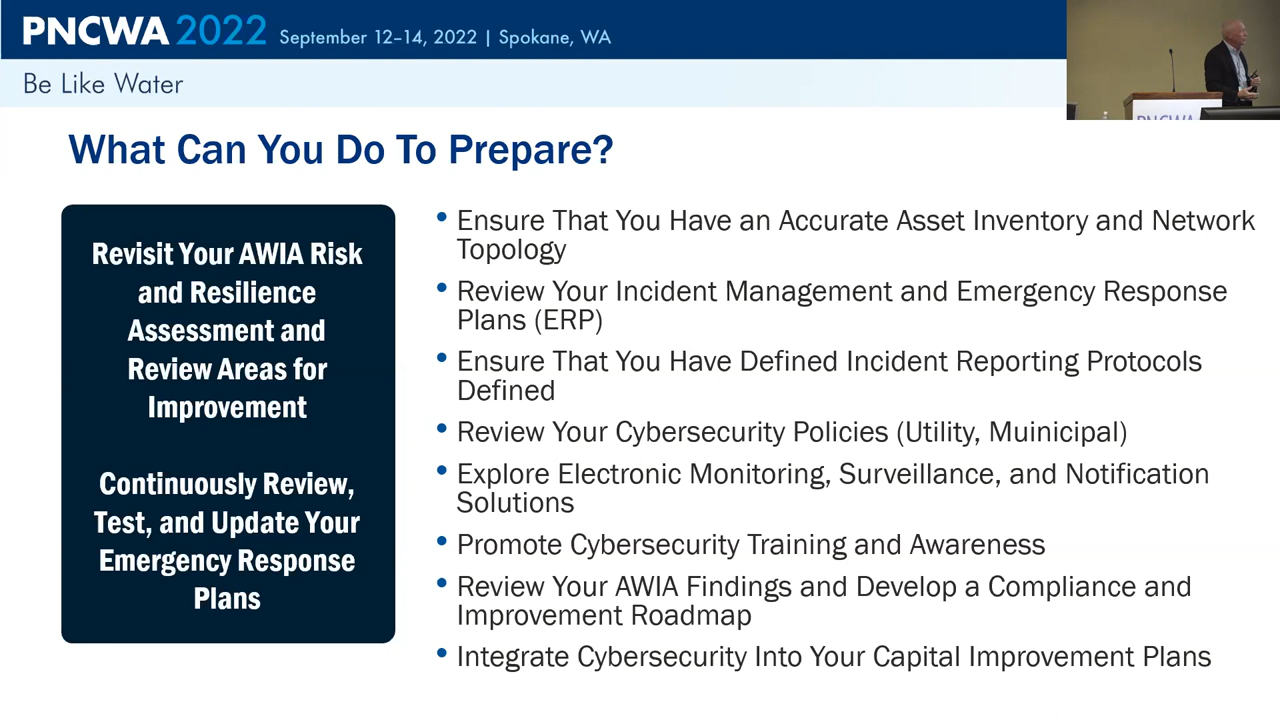 PNCWA 2022 September 12–14, 2022 | Spokane, WA
Be Like Water
PNCWA
What Can You Do To Prepare?
Revisit Your AWIA Risk
and Resilience
Assessment and
Review Areas for
Improvement
Continuously Review,
Test, and Update Your
Emergency Response
Plans
• Ensure That You Have an Accurate Asset Inventory and Network
Topology
• Review Your Incident Management and Emergency Response
Plans (ERP)
• Ensure That You Have Defined Incident Reporting Protocols
Defined
• Review Your Cybersecurity Policies (Utility, Muinicipal)
• Explore Electronic Monitoring, Surveillance, and Notification
Solutions
• Promote Cybersecurity Training and Awareness
• Review Your AWIA Findings and Develop a Compliance and
Improvement Roadmap
• Integrate Cybersecurity Into Your Capital Improvement Plans